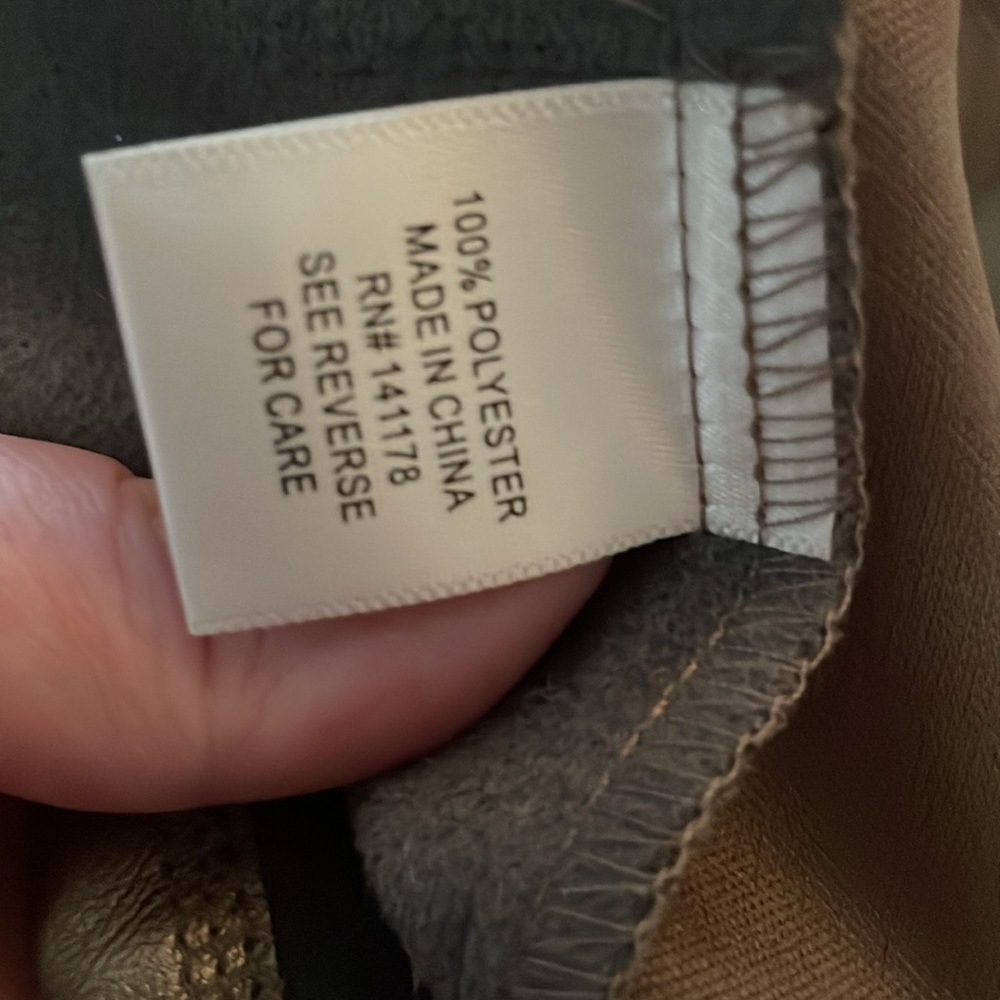 100% POLYESTER
MADE IN CHINA
RN# 141178
SEE REVERSE
FOR CARE